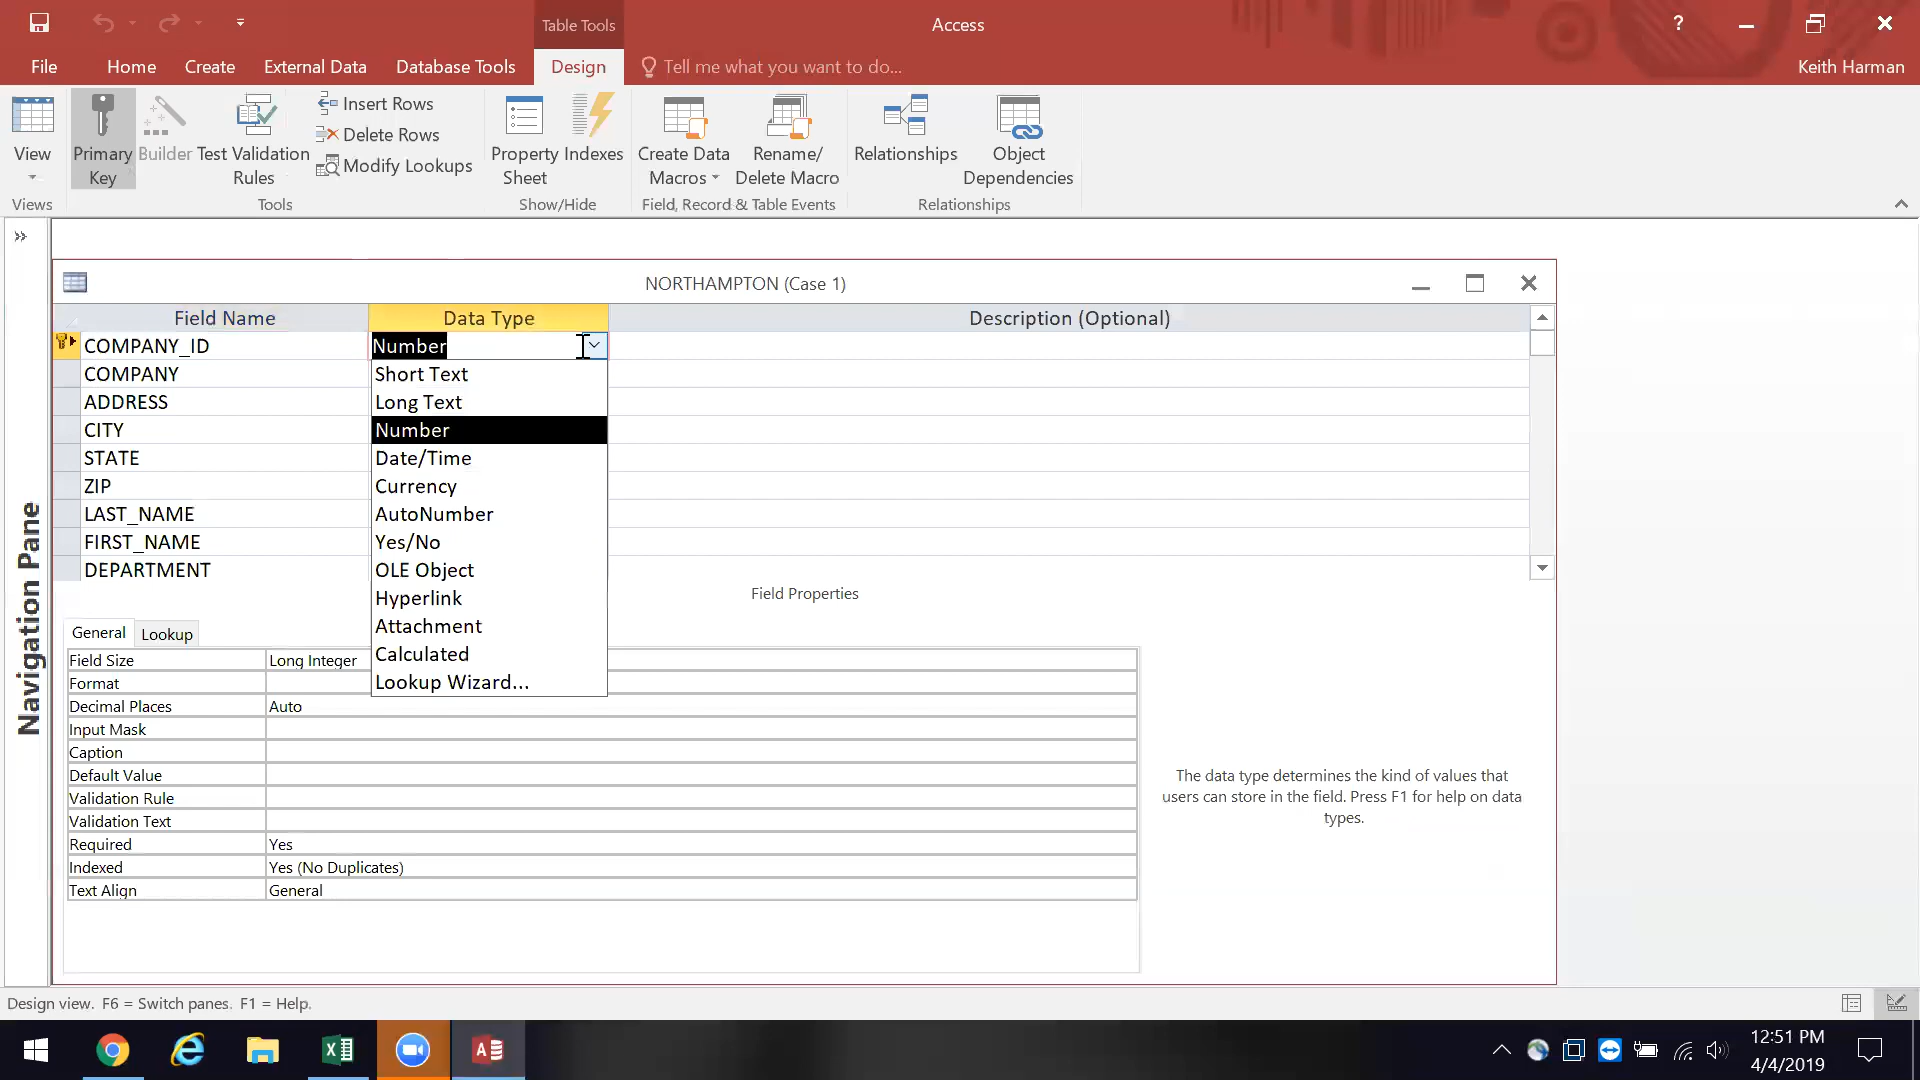 Table Tools
Access
?
File
Home
Create
External Data
Database Tools
Design
Tell me what you want to do...
Keith Harman
View
Primary Key
Builder
Test Validation Rules
Insert Rows
Delete Rows
Modify Lookups
Property Sheet
Indexes
Create Data Macros
Rename/ Delete Macro
Relationships
Object Dependencies
Views
Tools
Show/Hide
Field, Record & Table Events
Relationships
Navigation Pane
NORTHAMPTON (Case 1)
Field Name
Data Type
Description (Optional)
COMPANY_ID
Number
COMPANY
ADDRESS
CITY
STATE
ZIP
LAST_NAME
FIRST_NAME
DEPARTMENT
Short Text
Long Text
Number
Date/Time
Currency
AutoNumber
Yes/No
OLE Object
Hyperlink
Attachment
Calculated
Lookup Wizard...
Field Properties
General
Lookup
Field Size
Long Integer
Format
Decimal Places
Auto
Input Mask
Caption
Default Value
Validation Rule
Validation Text
Required
Yes
Indexed
Yes (No Duplicates)
Text Align
General
The data type determines the kind of values that
users can store in the field. Press F1 for help on data
types.
Design view. F6 = Switch panes. F1 = Help.
12:51 PM
4/4/2019